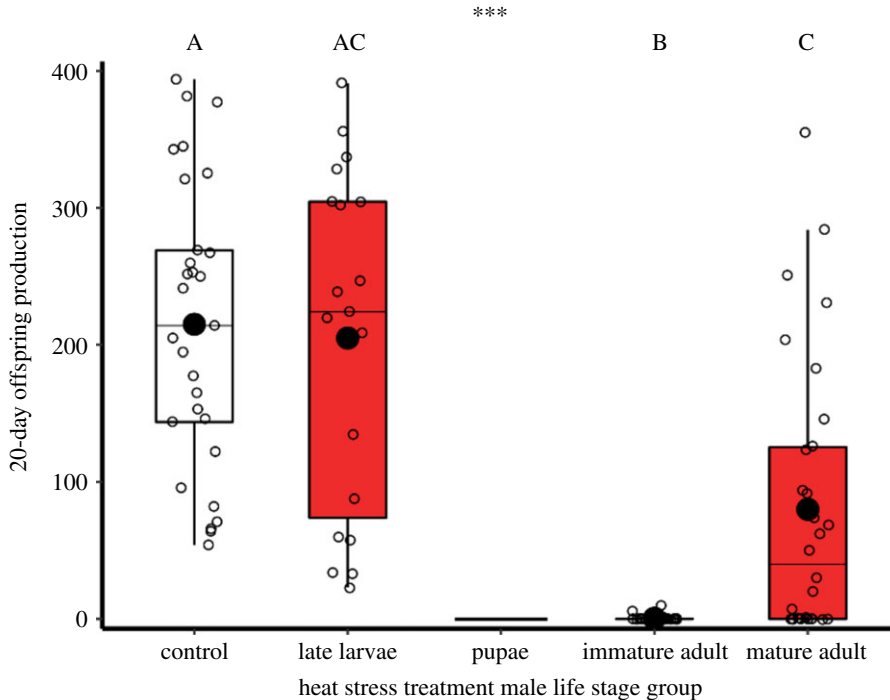 ***
A AC B C
400
300
200
100
0
20-day offspring production
control late larvae pupae immature adult mature adult
heat stress treatment male life stage group